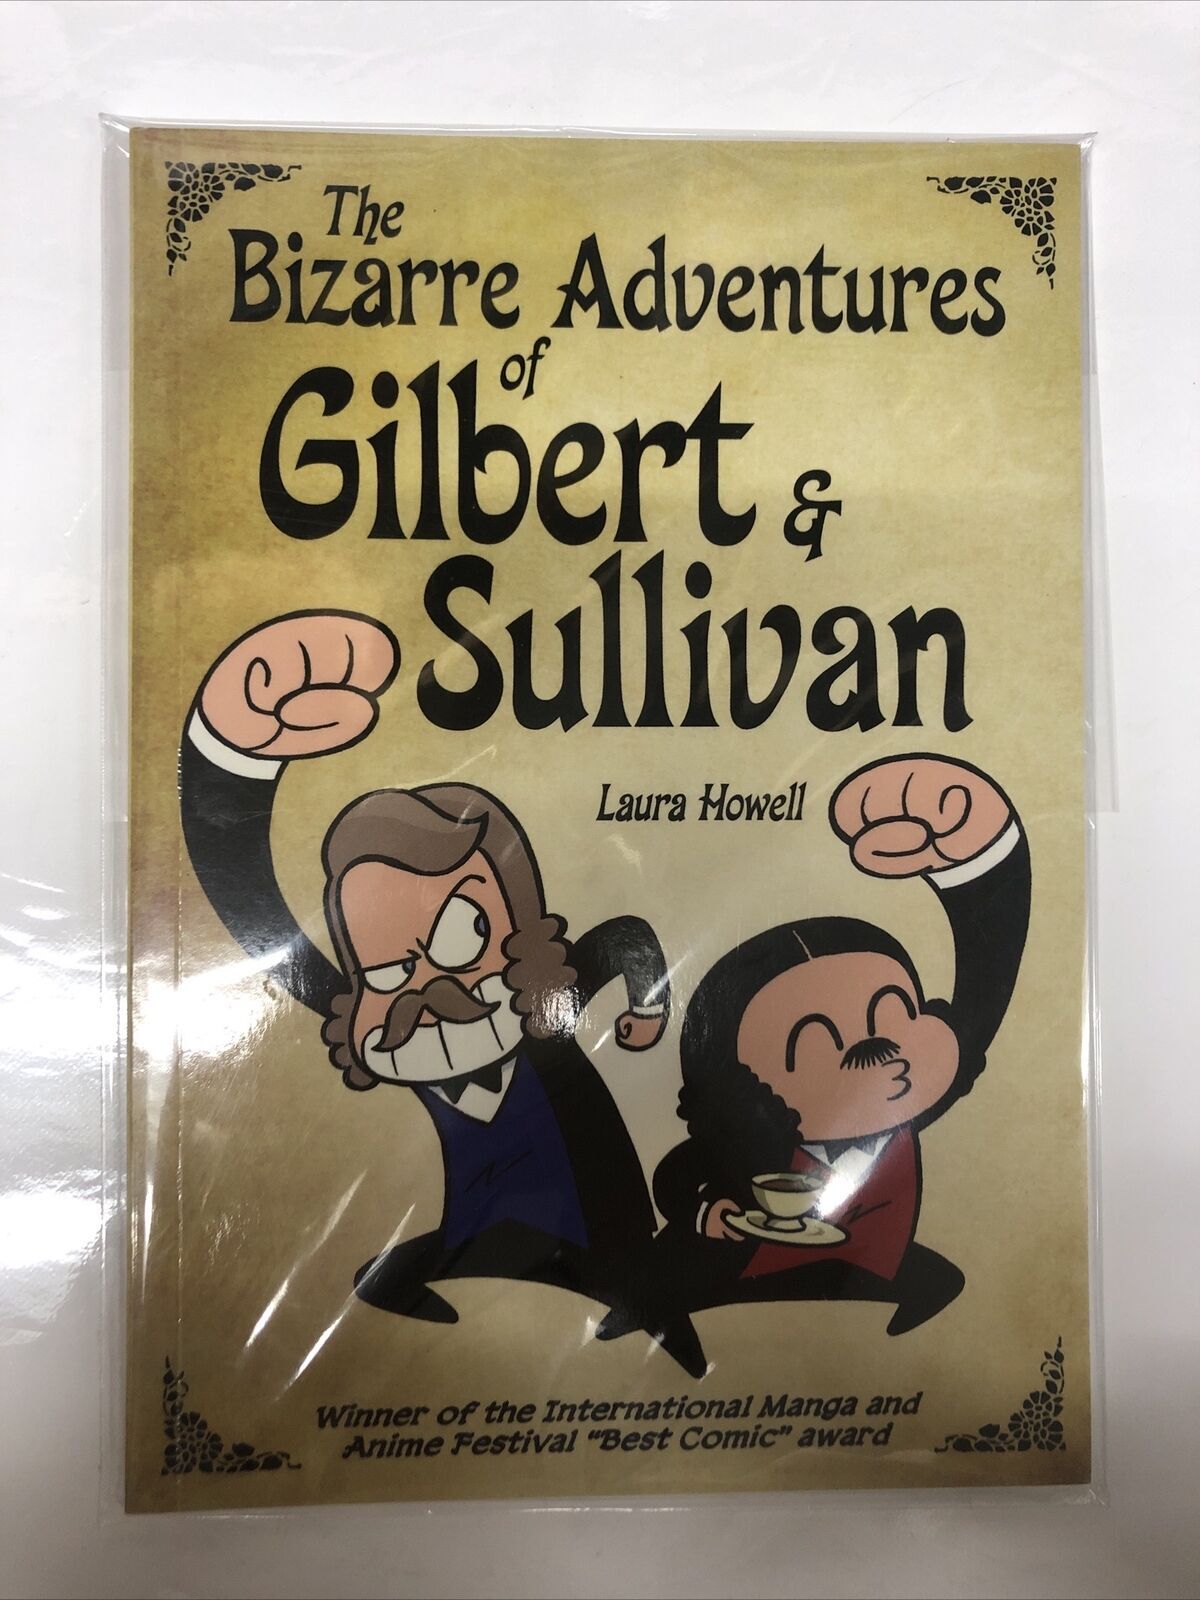 The
Bizarre Adventures
of
Gilbert &
Sullivan
Laura Howell
Winner of the International Manga and
Anime Festival “Best Comic” award